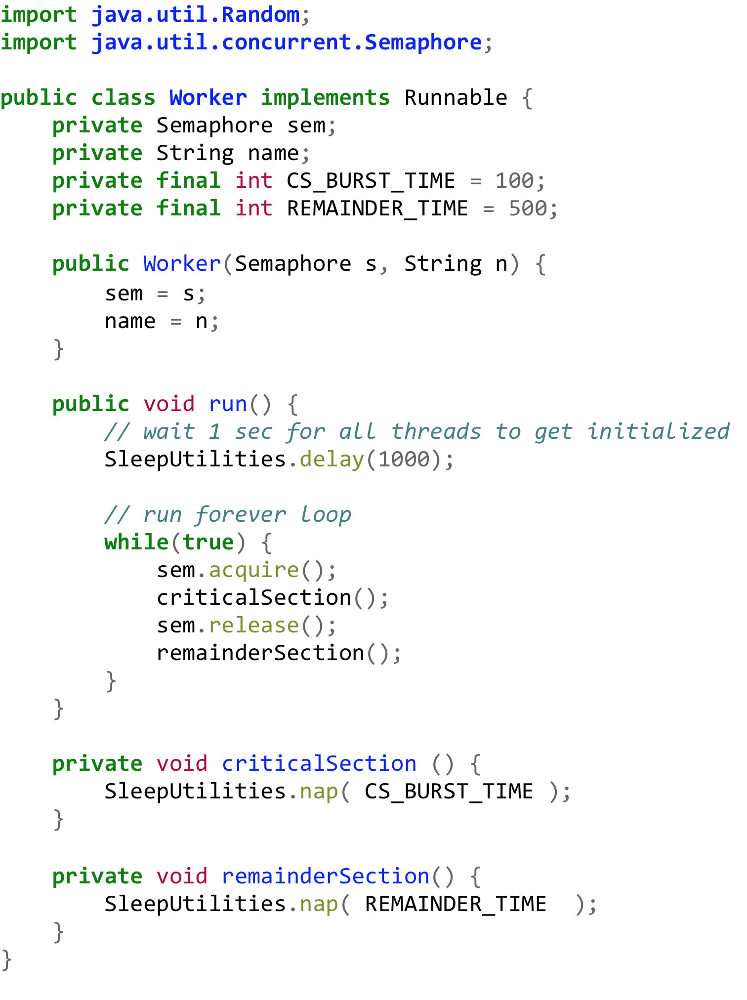 import java.util.Random;
import java.util.concurrent.Semaphore;

public class Worker implements Runnable {
    private Semaphore sem;
    private String name;
    private final int CS_BURST_TIME = 100;
    private final int REMAINDER_TIME = 500;

    public Worker(Semaphore s, String n) {
        sem = s;
        name = n;
    }

    public void run() {
        // wait 1 sec for all threads to get initialized
        SleepUtilities.delay(1000);

        // run forever loop
        while(true) {
            sem.acquire();
            criticalSection();
            sem.release();
            remainderSection();
        }
    }

    private void criticalSection () {
        SleepUtilities.nap( CS_BURST_TIME );
    }

    private void remainderSection() {
        SleepUtilities.nap( REMAINDER_TIME  );
    }
}